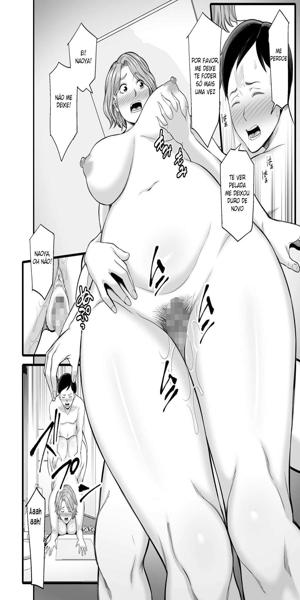 ME
PERDOE
POR FAVOR,
ME DEIXE
TE FODER
SÓ MAIS
UMA VEZ
EI!
NAOYA!
NÃO ME
DEIXE!
TE VER
PELADA
ME DEIXOU
DURO DE
NOVO
NAOYA,
OH NÃO!
Aaah
aah!